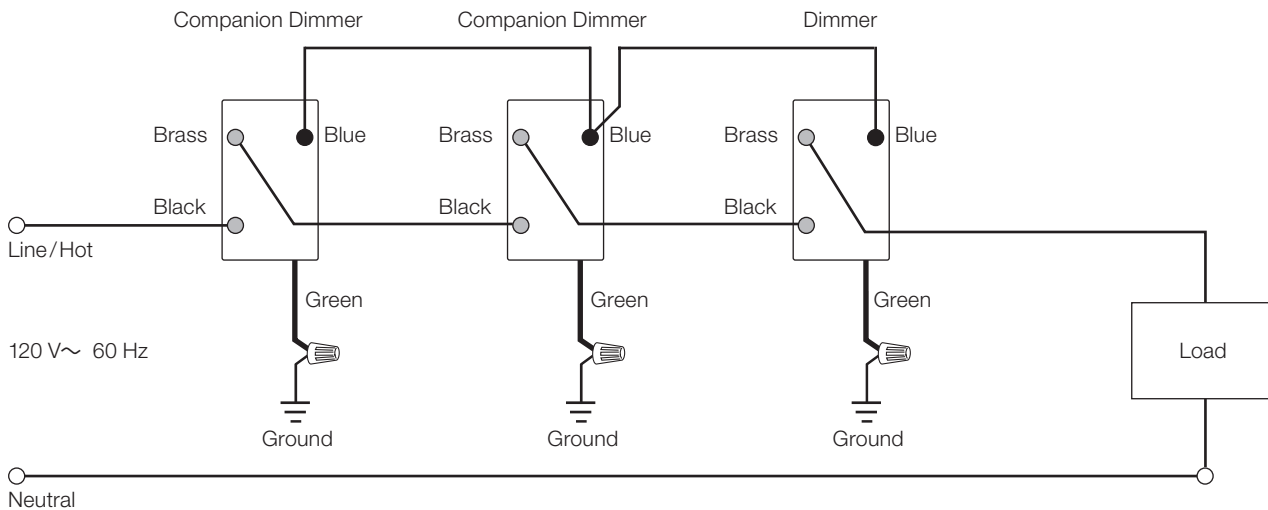 Companion Dimmer
Companion Dimmer
Dimmer
Brass
Blue
Brass
Blue
Brass
Blue
Black
Black
Black
Line/Hot
Green
Green
Green
120 V~ 60 Hz
Load
Ground
Ground
Ground
Neutral